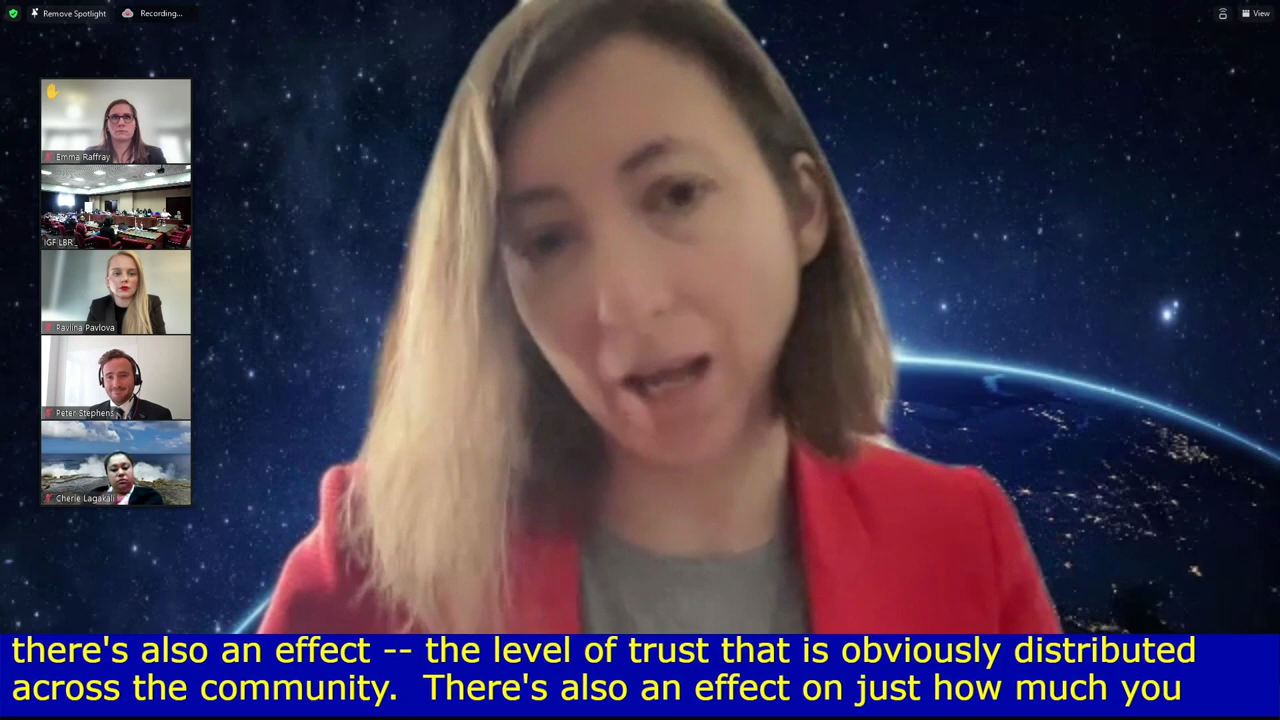 Remove Spotlight
Recording...
View
Emma Raffray
IGF LBR
Pavlina Pavlova
Peter Stephens
Cherie Lagakali
there's also an effect -- the level of trust that is obviously distributed
across the community.  There's also an effect on just how much you